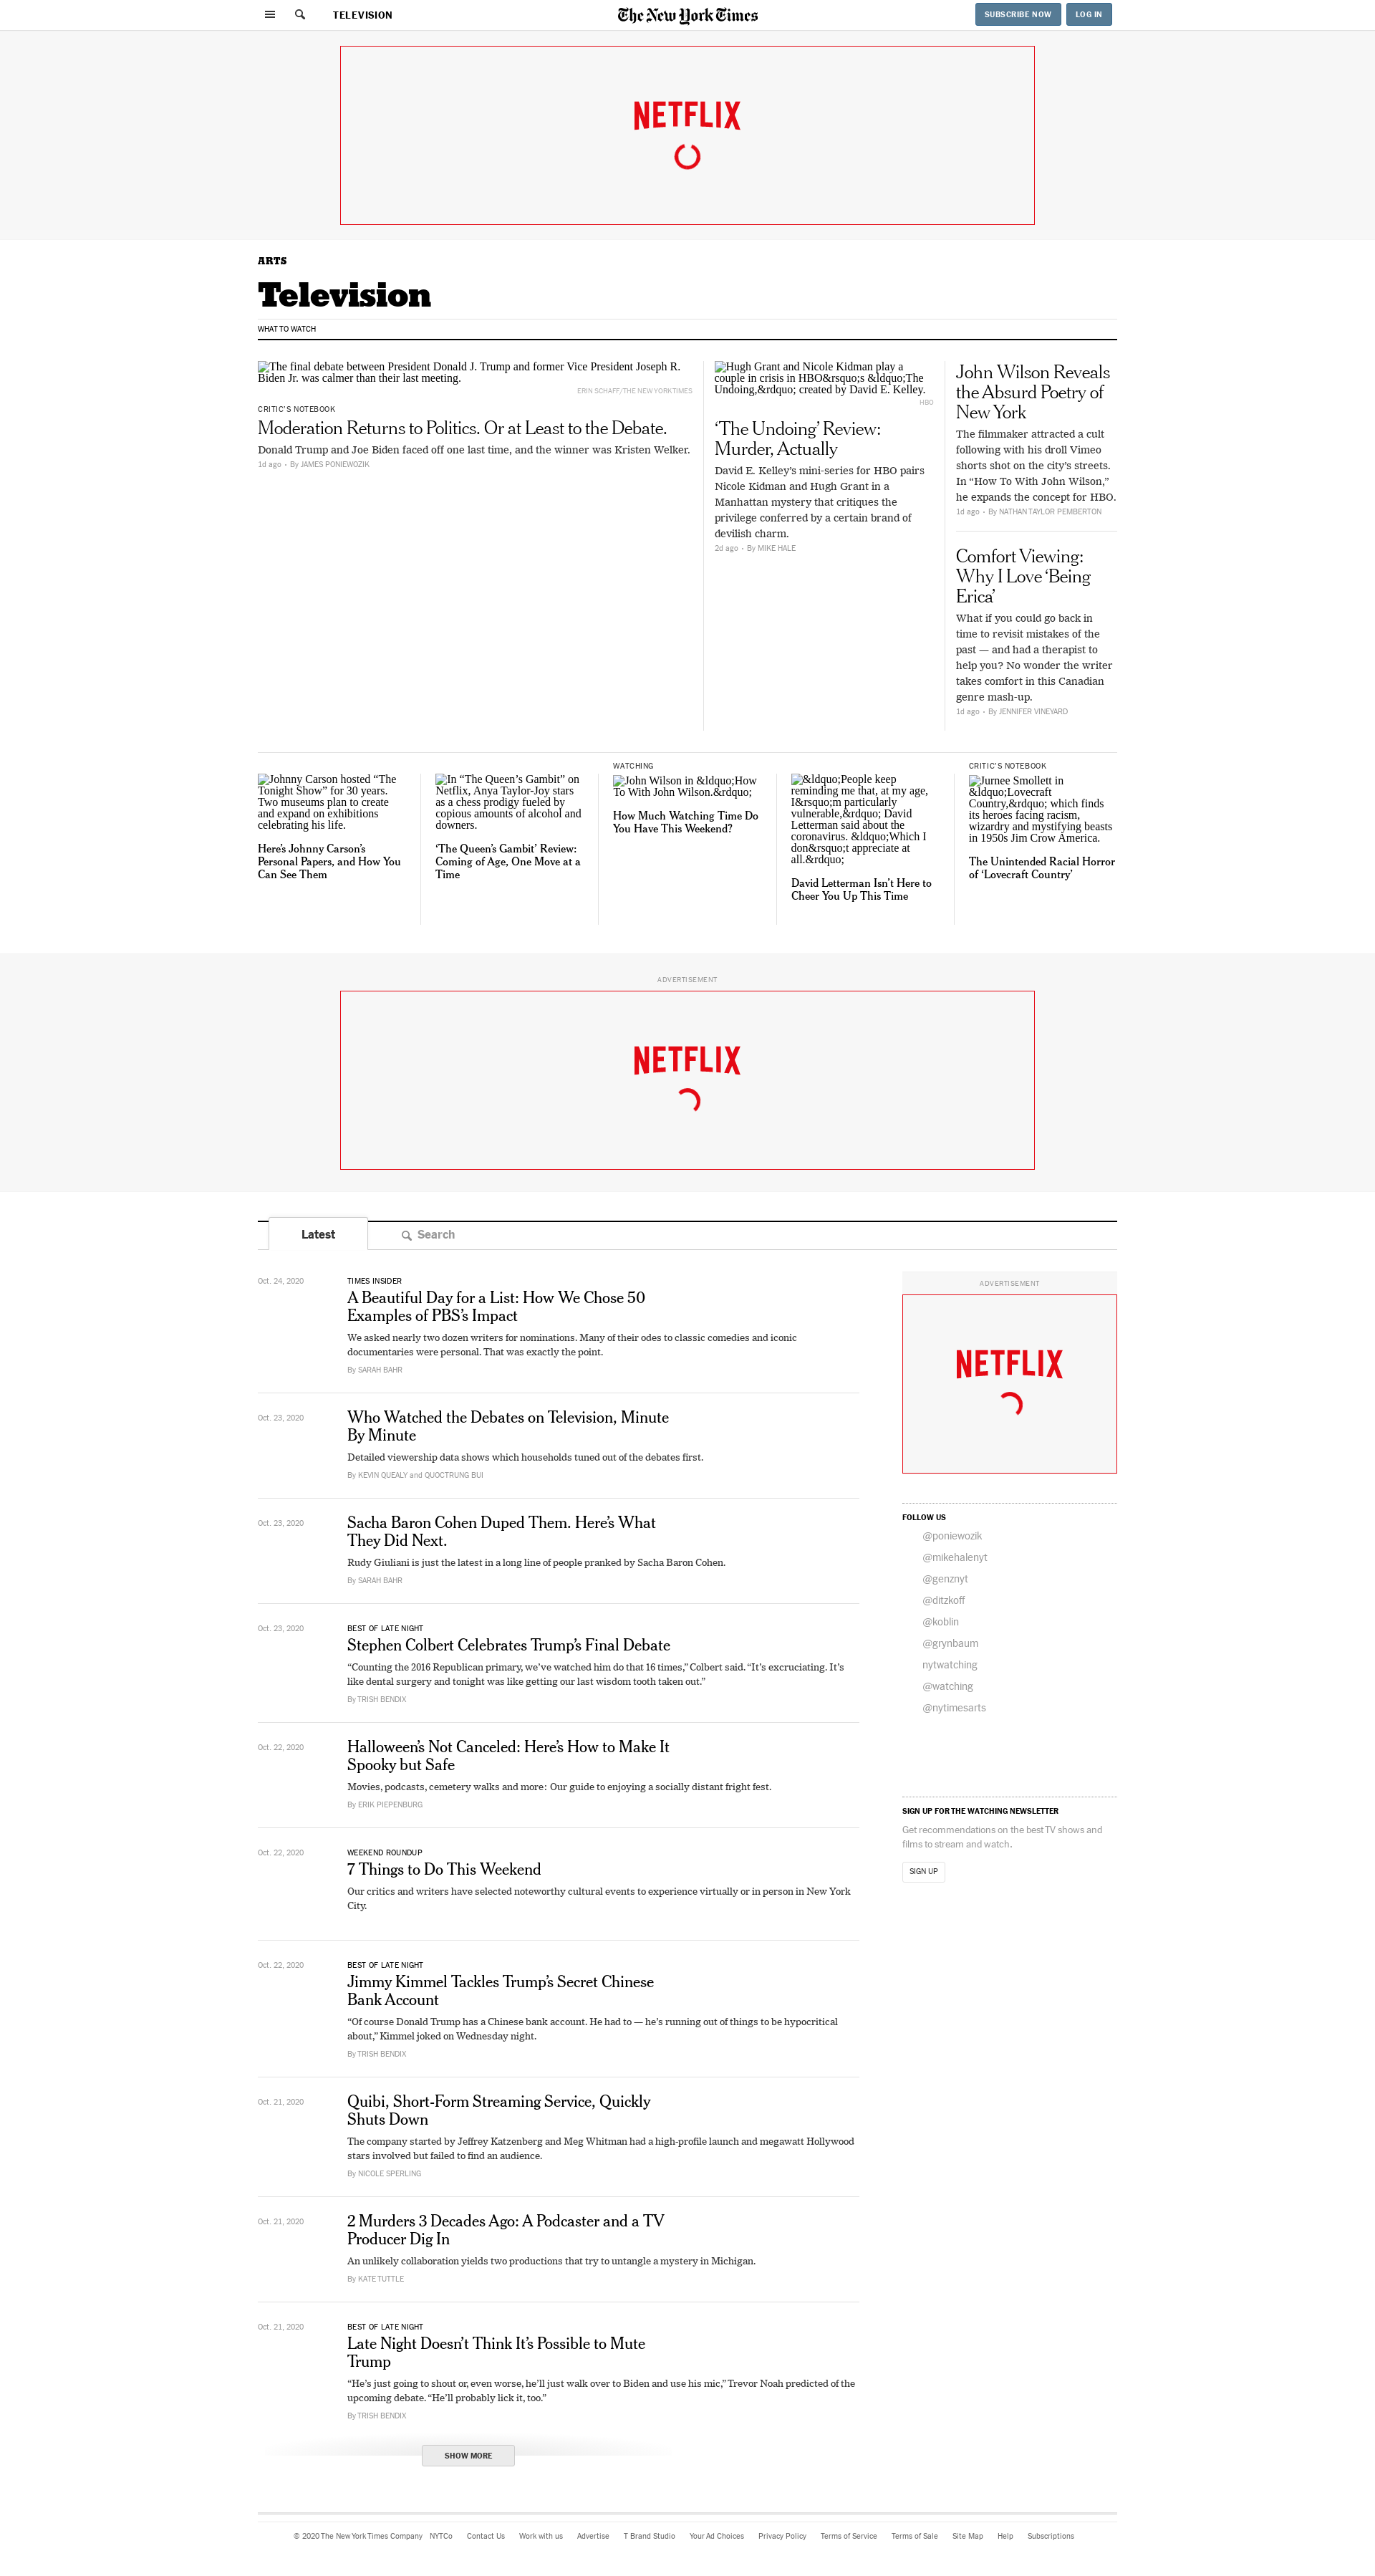 TELEVISION
The New York Times
SUBSCRIBE NOW
LOG IN
NETFLIX
ARTS
Television
WHAT TO WATCH
The final debate between President Donald J. Trump and former Vice President Joseph R.
Biden Jr. was calmer than their last meeting.
ERIN SCHAFF/THE NEW YORK TIMES
CRITIC'S NOTEBOOK
Moderation Returns to Politics. Or at Least to the Debate.
Donald Trump and Joe Biden faced off one last time, and the winner was Kristen Welker.
1d ago • By JAMES PONIEWOZIK
Hugh Grant and Nicole Kidman play a
couple in crisis in HBO&rsquo;s &ldquo;The
Undoing,&rdquo; created by David E. Kelley.
HBO
‘The Undoing’ Review:
Murder, Actually
David E. Kelley’s mini-series for HBO pairs
Nicole Kidman and Hugh Grant in a
Manhattan mystery that critiques the
privilege conferred by a certain brand of
devilish charm.
2d ago • By MIKE HALE
John Wilson Reveals
the Absurd Poetry of
New York
The filmmaker attracted a cult
following with his droll Vimeo
shorts shot on the city’s streets.
In “How To With John Wilson,”
he expands the concept for HBO.
1d ago • By NATHAN TAYLOR PEMBERTON
Comfort Viewing:
Why I Love ‘Being
Erica’
What if you could go back in
time to revisit mistakes of the
past — and had a therapist to
help you? No wonder the writer
takes comfort in this Canadian
genre mash-up.
1d ago • By JENNIFER VINEYARD
Johnny Carson hosted “The
Tonight Show” for 30 years.
Two museums plan to create
and expand on exhibitions
celebrating his life.
Here’s Johnny Carson’s
Personal Papers, and How You
Can See Them
In “The Queen’s Gambit” on
Netflix, Anya Taylor-Joy stars
as a chess prodigy fueled by
copious amounts of alcohol and
downers.
‘The Queen’s Gambit’ Review:
Coming of Age, One Move at a
Time
WATCHING
John Wilson in &ldquo;How
To With John Wilson.&rdquo;
How Much Watching Time Do
You Have This Weekend?
&ldquo;People keep
reminding me that, at my age,
I&rsquo;m particularly
vulnerable,&rdquo; David
Letterman said about the
coronavirus. &ldquo;Which I
don&rsquo;t appreciate at
all.&rdquo;
David Letterman Isn’t Here to
Cheer You Up This Time
CRITIC'S NOTEBOOK
Jurnee Smollett in
&ldquo;Lovecraft
Country,&rdquo; which finds
its heroes facing racism,
wizardry and mystifying beasts
in 1950s Jim Crow America.
The Unintended Racial Horror
of ‘Lovecraft Country’
ADVERTISEMENT
NETFLIX
Latest
Search
Oct. 24, 2020
TIMES INSIDER
A Beautiful Day for a List: How We Chose 50
Examples of PBS’s Impact
We asked nearly two dozen writers for nominations. Many of their odes to classic comedies and iconic
documentaries were personal. That was exactly the point.
By SARAH BAHR
Oct. 23, 2020
Who Watched the Debates on Television, Minute
By Minute
Detailed viewership data shows which households tuned out of the debates first.
By KEVIN QUEALY and QUOCTRUNG BUI
Oct. 23, 2020
Sacha Baron Cohen Duped Them. Here’s What
They Did Next.
Rudy Giuliani is just the latest in a long line of people pranked by Sacha Baron Cohen.
By SARAH BAHR
Oct. 23, 2020
BEST OF LATE NIGHT
Stephen Colbert Celebrates Trump’s Final Debate
“Counting the 2016 Republican primary, we’ve watched him do that 16 times,” Colbert said. “It’s excruciating. It’s
like dental surgery and tonight was like getting our last wisdom tooth taken out.”
By TRISH BENDIX
Oct. 22, 2020
Halloween’s Not Canceled: Here’s How to Make It
Spooky but Safe
Movies, podcasts, cemetery walks and more: Our guide to enjoying a socially distant fright fest.
By ERIK PIEPENBURG
Oct. 22, 2020
WEEKEND ROUNDUP
7 Things to Do This Weekend
Our critics and writers have selected noteworthy cultural events to experience virtually or in person in New York
City.
Oct. 22, 2020
BEST OF LATE NIGHT
Jimmy Kimmel Tackles Trump’s Secret Chinese
Bank Account
“Of course Donald Trump has a Chinese bank account. He had to — he’s running out of things to be hypocritical
about,” Kimmel joked on Wednesday night.
By TRISH BENDIX
Oct. 21, 2020
Quibi, Short-Form Streaming Service, Quickly
Shuts Down
The company started by Jeffrey Katzenberg and Meg Whitman had a high-profile launch and megawatt Hollywood
stars involved but failed to find an audience.
By NICOLE SPERLING
Oct. 21, 2020
2 Murders 3 Decades Ago: A Podcaster and a TV
Producer Dig In
An unlikely collaboration yields two productions that try to untangle a mystery in Michigan.
By KATE TUTTLE
Oct. 21, 2020
BEST OF LATE NIGHT
Late Night Doesn’t Think It’s Possible to Mute
Trump
“He’s just going to shout or, even worse, he’ll just walk over to Biden and use his mic,” Trevor Noah predicted of the
upcoming debate. “He’ll probably lick it, too.”
By TRISH BENDIX
SHOW MORE
ADVERTISEMENT
NETFLIX
FOLLOW US
@poniewozik
@mikehalenyt
@genznyt
@ditzkoff
@koblin
@grynbaum
nytwatching
@watching
@nytimesarts
SIGN UP FOR THE WATCHING NEWSLETTER
Get recommendations on the best TV shows and
films to stream and watch.
SIGN UP
© 2020 The New York Times Company NYTCo Contact Us Work with us Advertise T Brand Studio Your Ad Choices Privacy Policy Terms of Service Terms of Sale Site Map Help Subscriptions